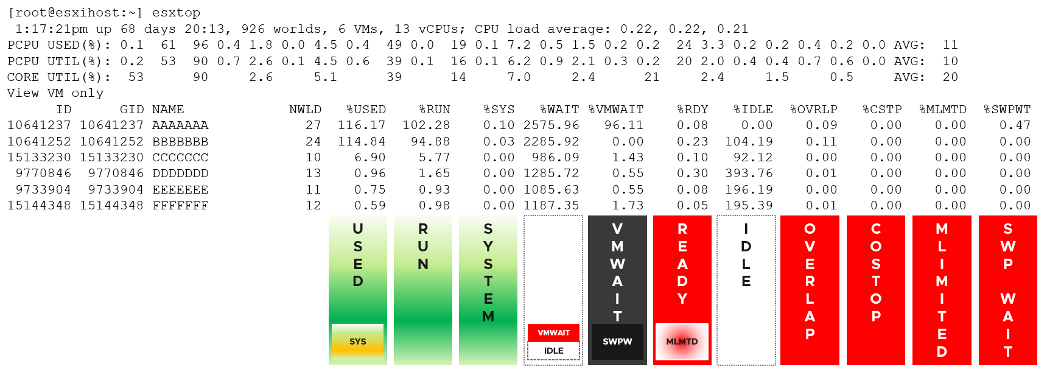 [root@esxihost:~] esxtop
1:17:21pm up 68 days 20:13, 926 worlds, 6 VMs, 13 vCPUs; CPU load average: 0.22, 0.22, 0.21
PCPU USED(%): 0.1 61 96 0.4 1.8 0.0 4.5 0.4 49 0.0 19 0.1 7.2 0.5 1.5 0.2 0.2 24 3.3 0.2 0.2 0.4 0.2 0.0 AVG: 11
PCPU UTIL(%): 0.2 53 90 0.7 2.6 0.1 4.5 0.6 39 0.1 16 0.1 6.2 0.9 2.1 0.3 0.2 20 2.0 0.4 0.4 0.7 0.6 0.0 AVG: 10
CORE UTIL(%): 53 90 2.6 5.1 39 14 7.0 2.4 21 2.4 1.5 0.5 AVG: 20
View VM only
ID GID NAME NWLD %USED %RUN %SYS %WAIT %VMWAIT %RDY %IDLE %OVRLP %CSTP %MLMTD %SWPWT
10641237 10641237 AAAAAAA 27 116.17 102.28 0.10 2575.96 96.11 0.08 0.00 0.09 0.00 0.00 0.47
10641252 10641252 BBBBBBB 24 114.84 94.88 0.03 2285.92 0.00 0.23 104.19 0.11 0.00 0.00 0.00
15133230 15133230 CCCCCCC 10 6.90 5.77 0.00 986.09 1.43 0.10 92.12 0.00 0.00 0.00 0.00
9770846 9770846 DDDDDDD 13 0.96 1.65 0.00 1285.72 0.55 0.30 393.76 0.01 0.00 0.00 0.00
9733904 9733904 EEEEEEE 11 0.75 0.93 0.00 1085.63 0.55 0.08 196.19 0.00 0.00 0.00 0.00
15144348 15144348 FFFFFFF 12 0.59 0.98 0.00 1187.35 1.73 0.05 195.39 0.01 0.00 0.00 0.00
USED
SYS
RUN
SYSTEM
VMWAIT
IDLE
VMWAIT
SWPW
READY
MLMTD
IDLE
OVERLAP
COSTOP
MLIMITED
SWP WAIT